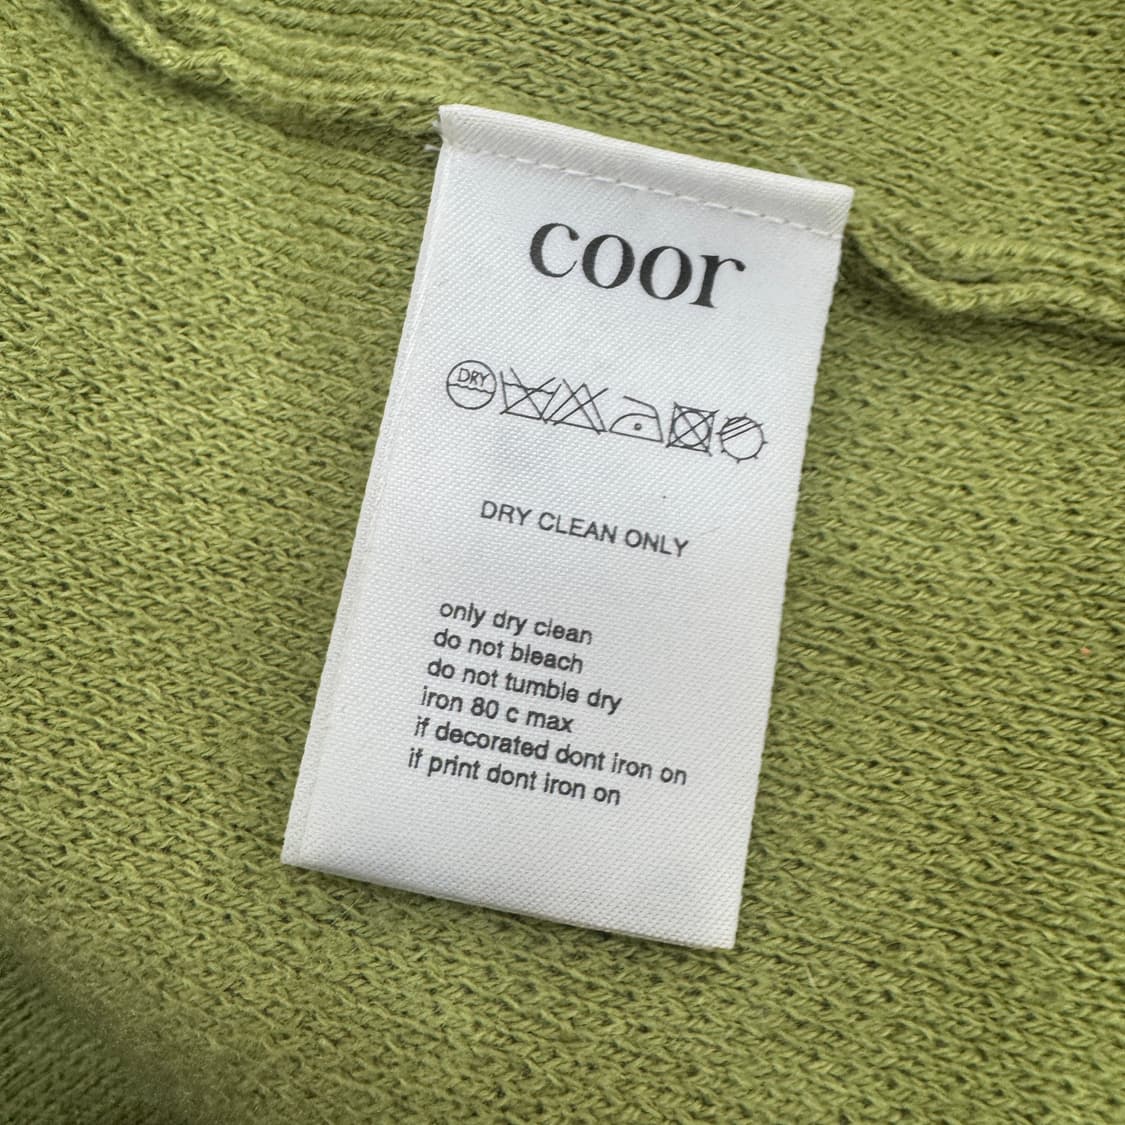 coor
DRY
DRY CLEAN ONLY
only dry clean
do not bleach
do not tumble dry
iron 80 c max
if decorated dont iron on
if print dont iron on